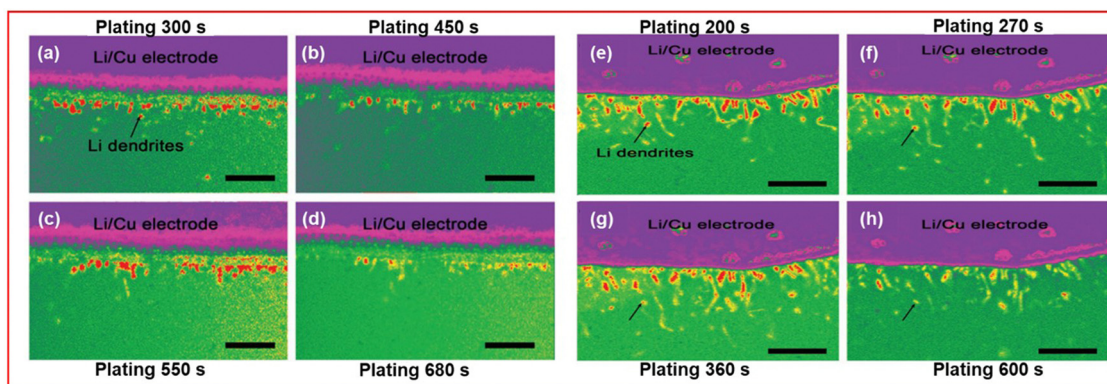 Plating 300 s
Plating 450 s
Plating 200 s
Plating 270 s
(a)
Li/Cu electrode
Li dendrites
(b)
Li/Cu electrode
(e)
Li/Cu electrode
Li dendrites
(f)
Li/Cu electrode
(c)
Li/Cu electrode
(d)
Li/Cu electrode
(g)
Li/Cu electrode
(h)
Li/Cu electrode
Plating 550 s
Plating 680 s
Plating 360 s
Plating 600 s